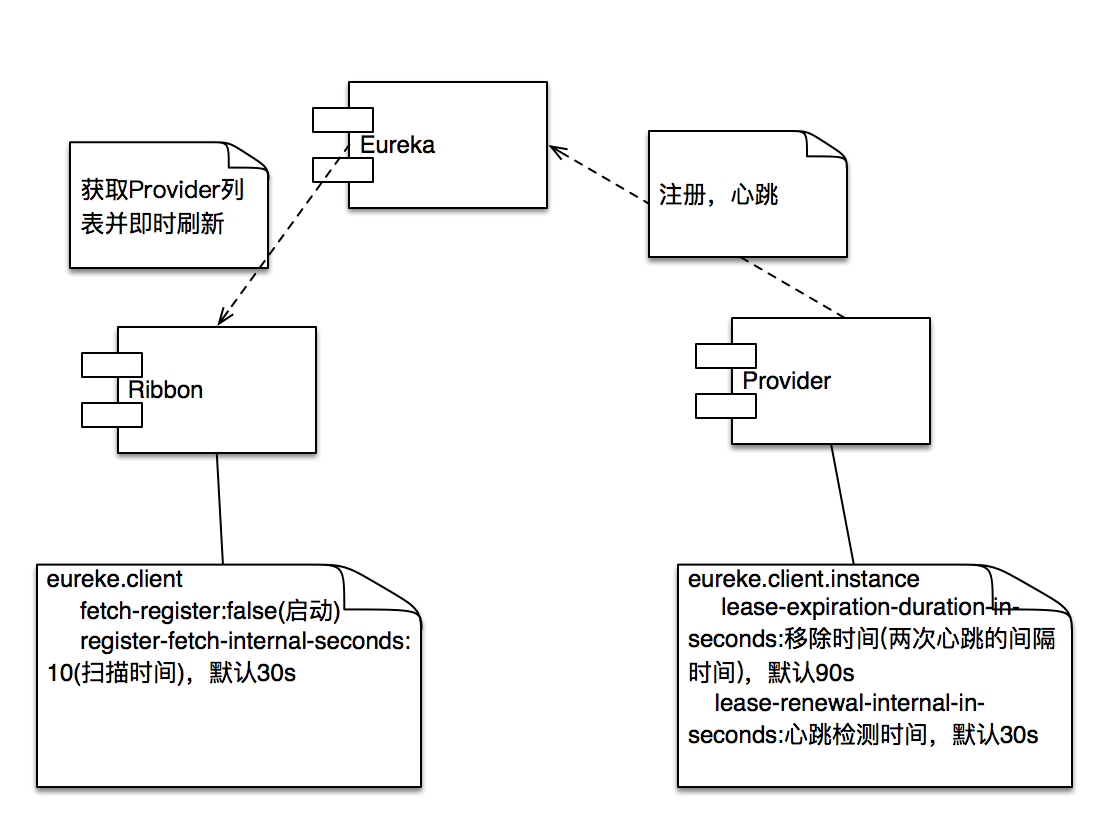 Eureka
获取Provider列
表并即时刷新
注册，心跳
Ribbon
Provider
eureke.client
fetch-register:false(启动)
register-fetch-internal-seconds:
10(扫描时间)，默认30s
eureke.client.instance
lease-expiration-duration-in-
seconds:移除时间(两次心跳的间隔
时间)，默认90s
lease-renewal-internal-in-
seconds:心跳检测时间，默认30s